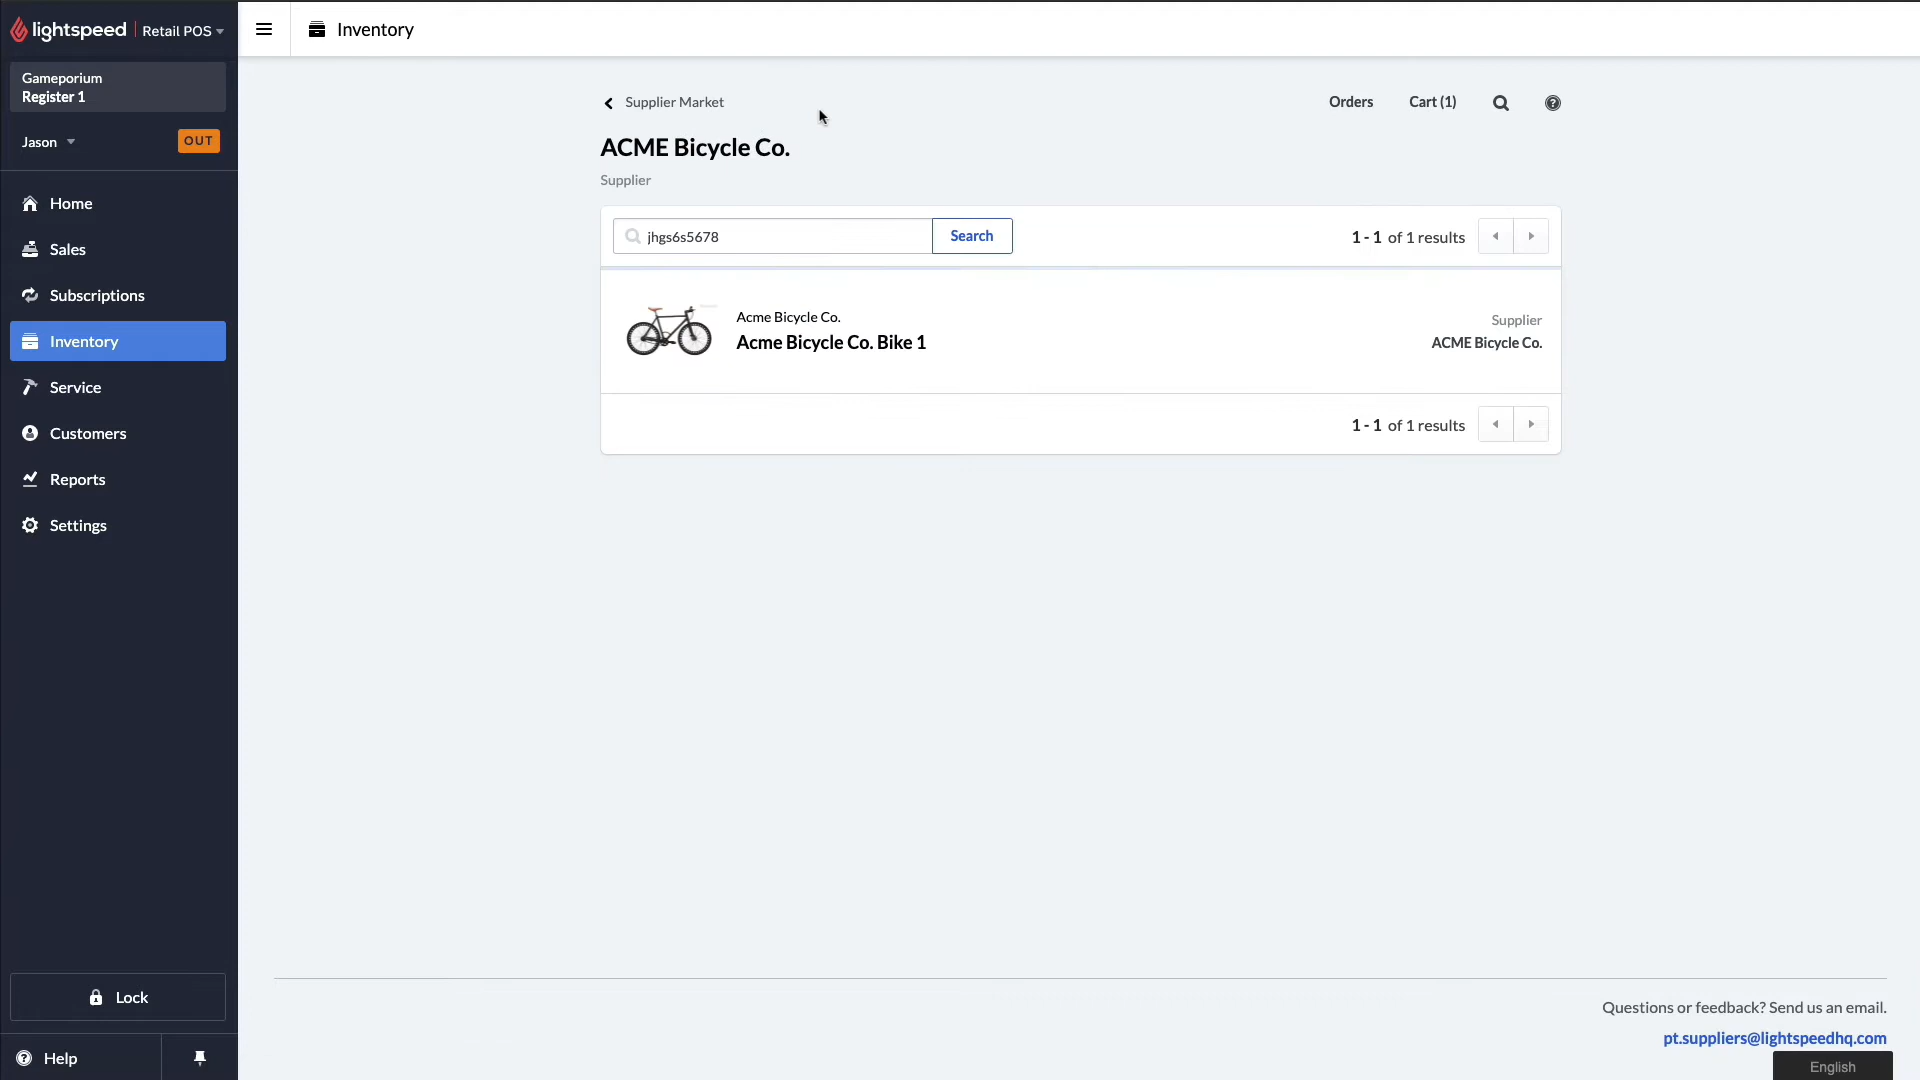 lightspeed Retail POS
Gameporium
Register 1
Jason OUT
Home
Sales
Subscriptions
Inventory
Service
Customers
Reports
Settings
Lock
Help
Inventory
Supplier Market
Orders Cart (1)
ACME Bicycle Co.
Supplier
jhgs6s5678 Search 1 - 1 of 1 results
Acme Bicycle Co.
Acme Bicycle Co. Bike 1
Supplier
ACME Bicycle Co.
1 - 1 of 1 results
Questions or feedback? Send us an email.
pt.suppliers@lightspeedhq.com
English